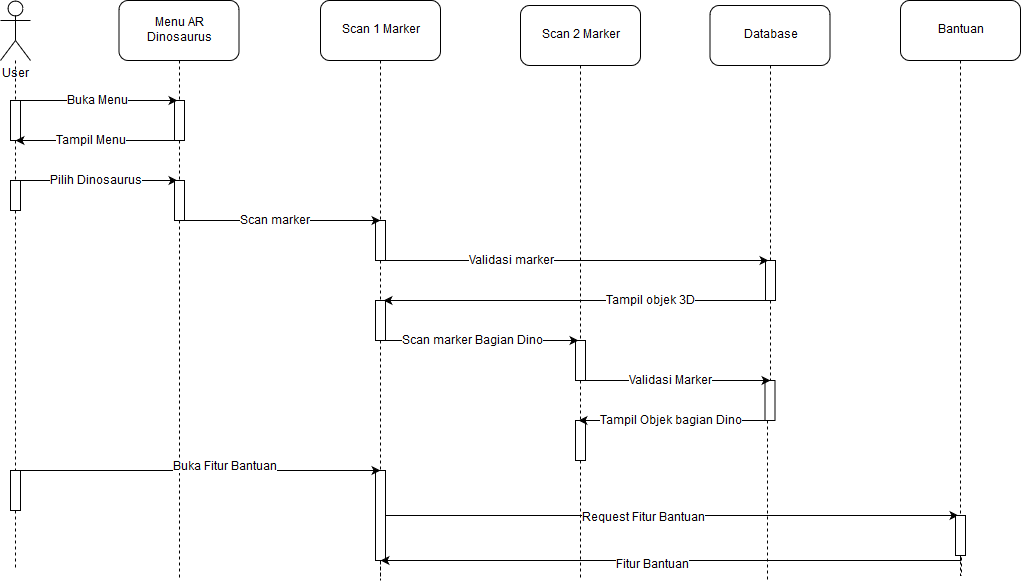 User
Menu AR
Dinosaurus
Scan 1 Marker
Scan 2 Marker
Database
Bantuan
Buka Menu
Tampil Menu
Pilih Dinosaurus
Scan marker
Validasi marker
Tampil objek 3D
Scan marker Bagian Dino
Validasi Marker
Tampil Objek bagian Dino
Buka Fitur Bantuan
Request Fitur Bantuan
Fitur Bantuan